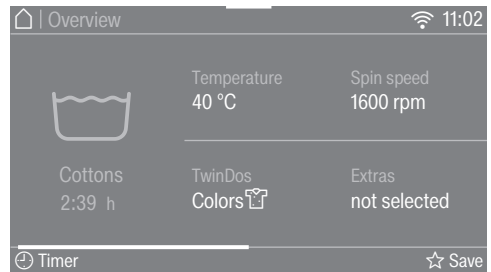 | Overview 11:02
Temperature Spin speed
40 °C 1600 rpm
Cottons TwinDos Extras
2:39 h Colors not selected
Timer Save